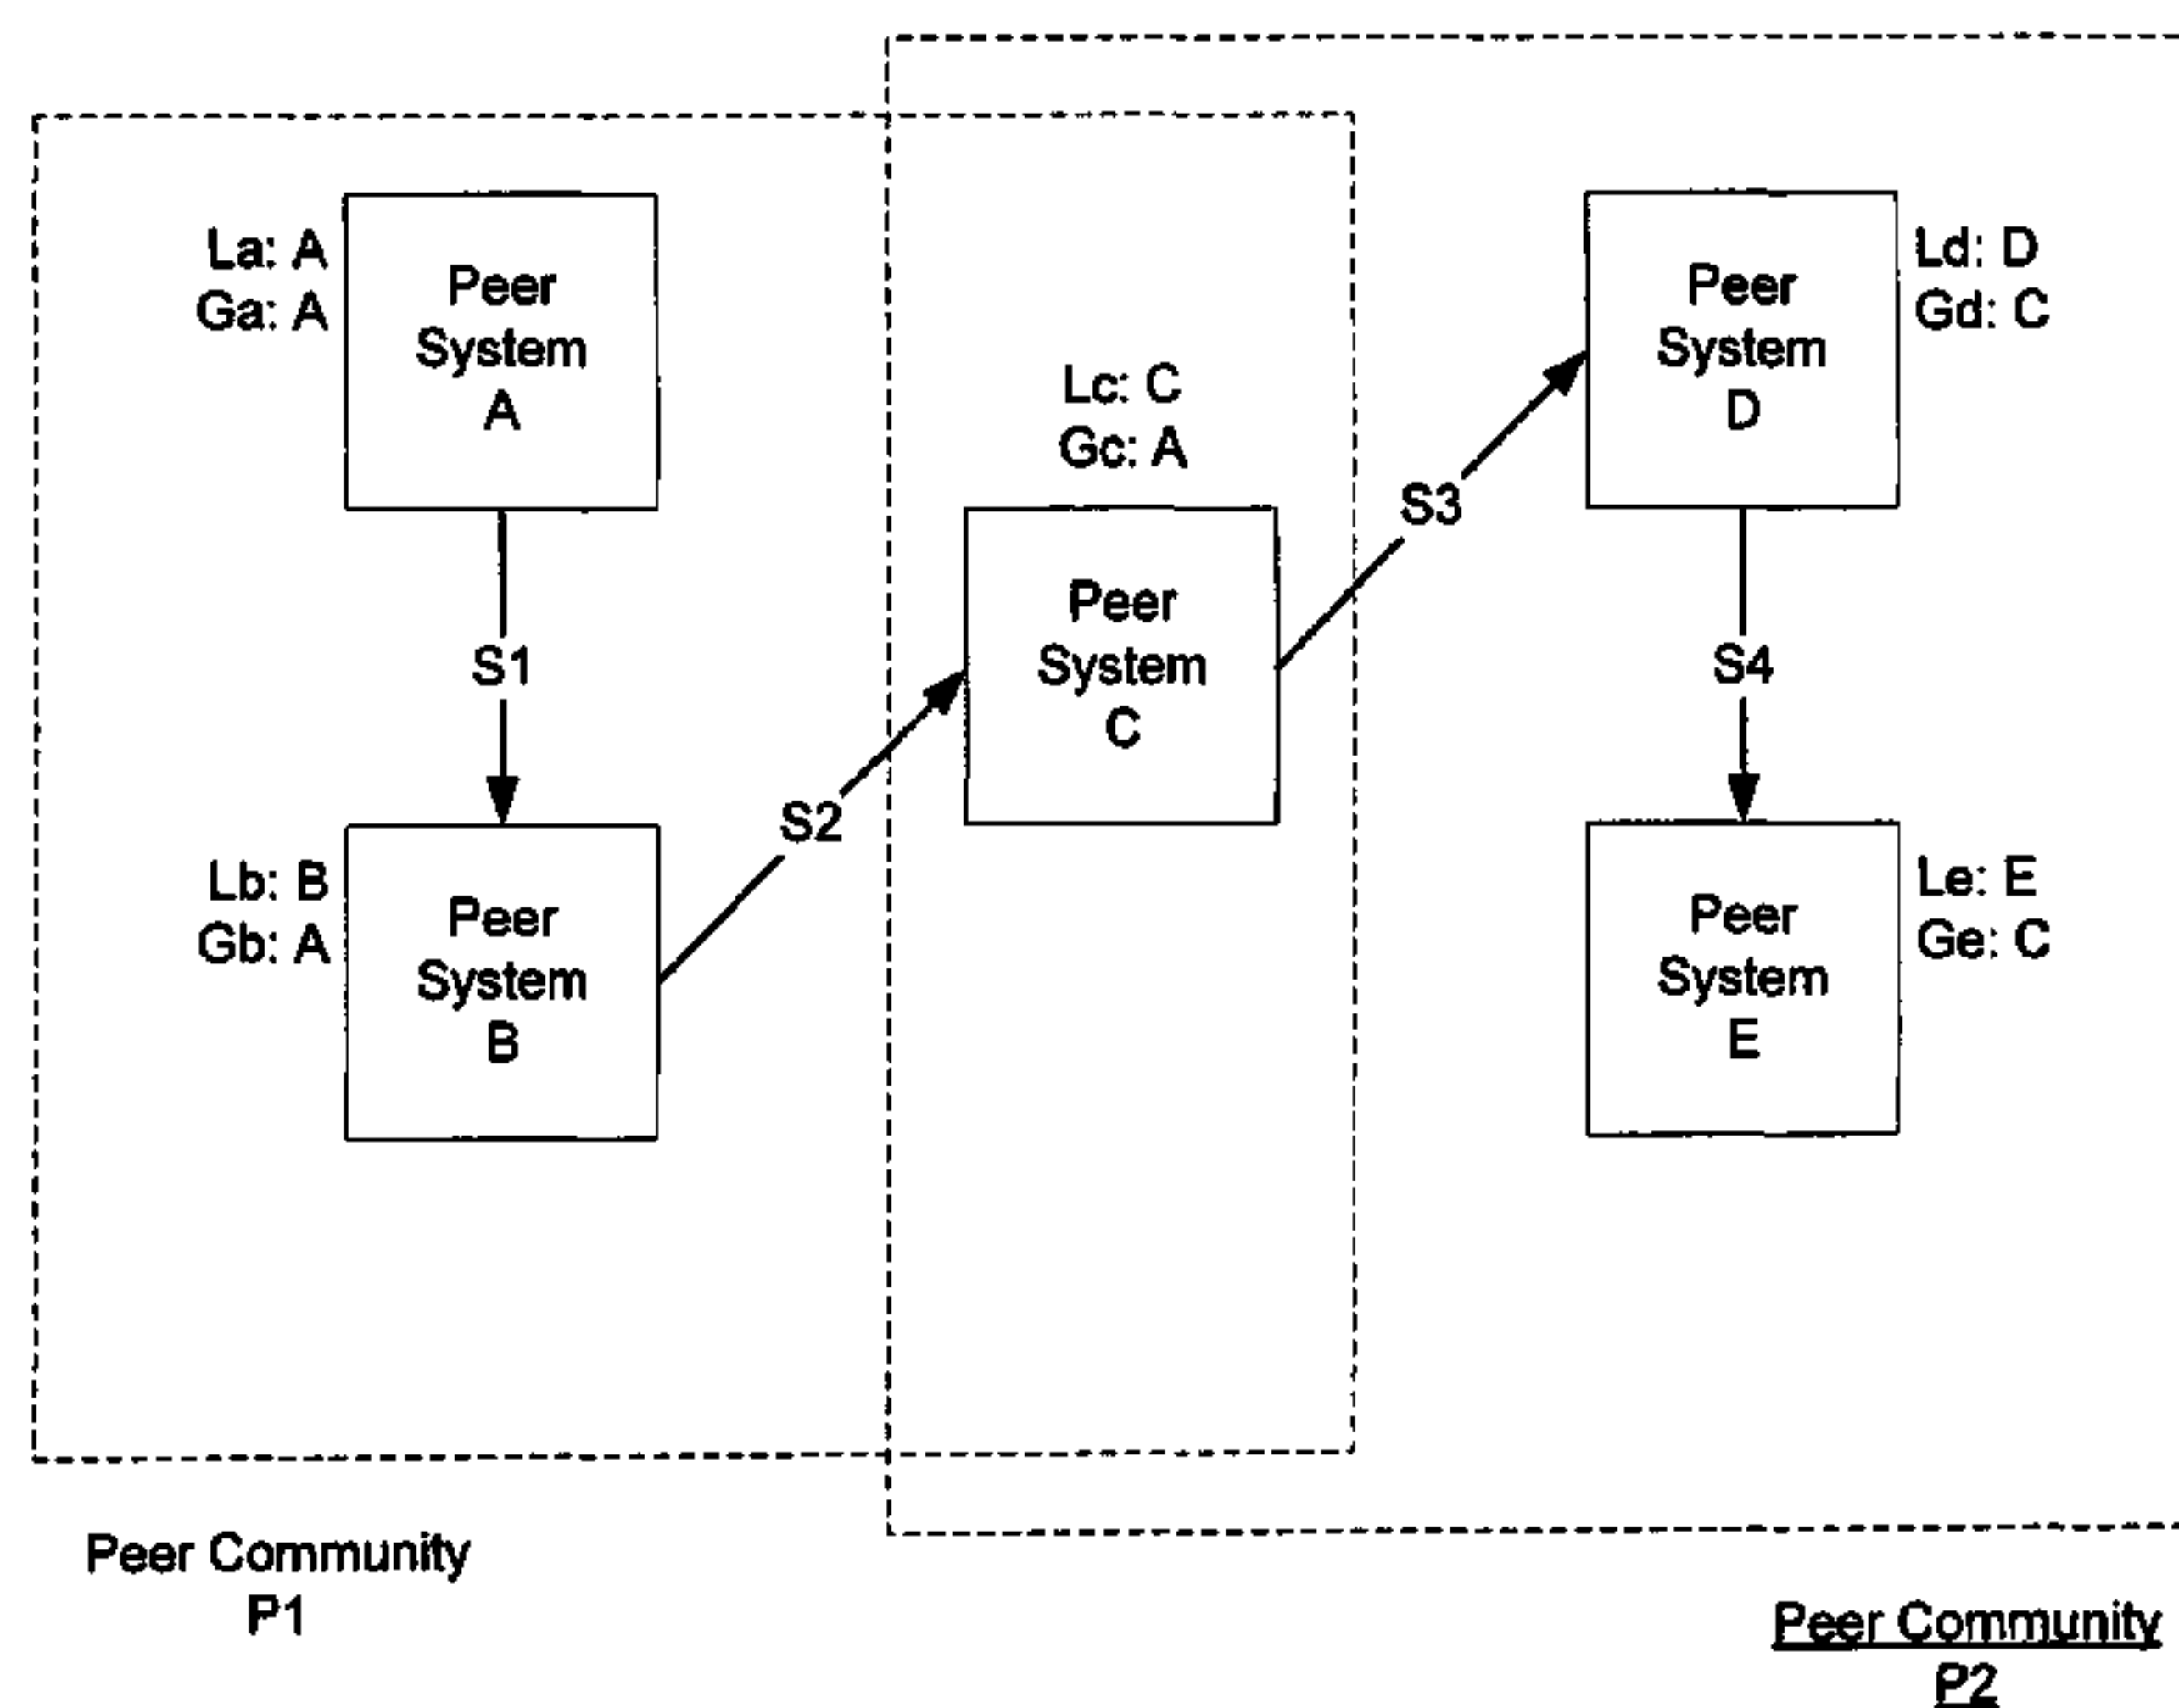 La: A
Ga: A
Peer
System
A
S1
Lb: B
Gb: A
Peer
System
B
S2
Lc: C
Gc: A
Peer
System
C
S3
Peer
System
D
Ld: D
Gd: C
S4
Peer
System
E
Le: E
Ge: C
Peer Community
P1
Peer Community
P2